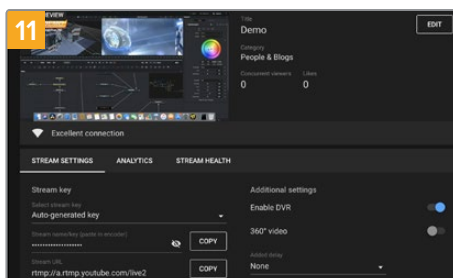 11
PREVIEW
Title
Demo
EDIT
Category
People & Blogs
Concurrent viewers Likes
0 0
Excellent connection
STREAM SETTINGS ANALYTICS STREAM HEALTH
Stream key
Additional settings
Select stream key
Auto-generated key
Enable DVR
360° video
Stream name/key (paste in encoder)
••••••••••••••••••• COPY
Added delay
None
Stream URL
rtmp://a.rtmp.youtube.com/live2 COPY